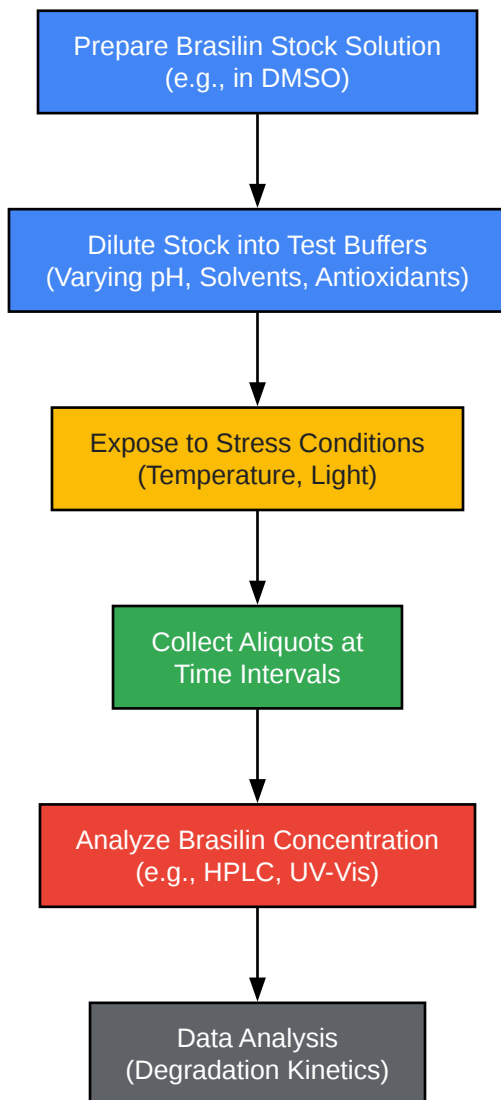 Prepare Brasilin Stock Solution
(e.g., in DMSO)
Dilute Stock into Test Buffers
(Varying pH, Solvents, Antioxidants)
Expose to Stress Conditions
(Temperature, Light)
Collect Aliquots at
Time Intervals
Analyze Brasilin Concentration
(e.g., HPLC, UV-Vis)
Data Analysis
(Degradation Kinetics)